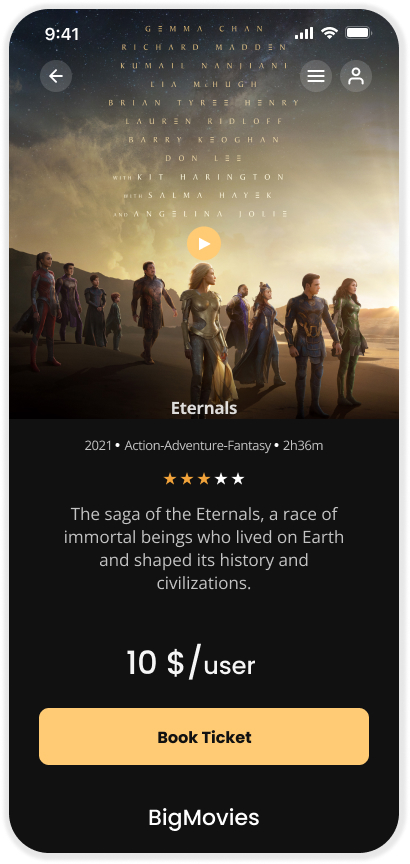 9:41
GEMMA CHAN
RICHARD MADDEN
KUMAIL NANJIANI
LIA McHUGH
BRIAN TYREE HENRY
LAUREN RIDLOFF
BARRY KEOGHAN
DON LEE
WITH KIT HARINGTON
WITH SALMA HAYEK
AND ANGELINA JOLIE
Eternals
2021 • Action-Adventure-Fantasy • 2h36m
The saga of the Eternals, a race of
immortal beings who lived on Earth
and shaped its history and
civilizations.
10 $/user
Book Ticket
BigMovies